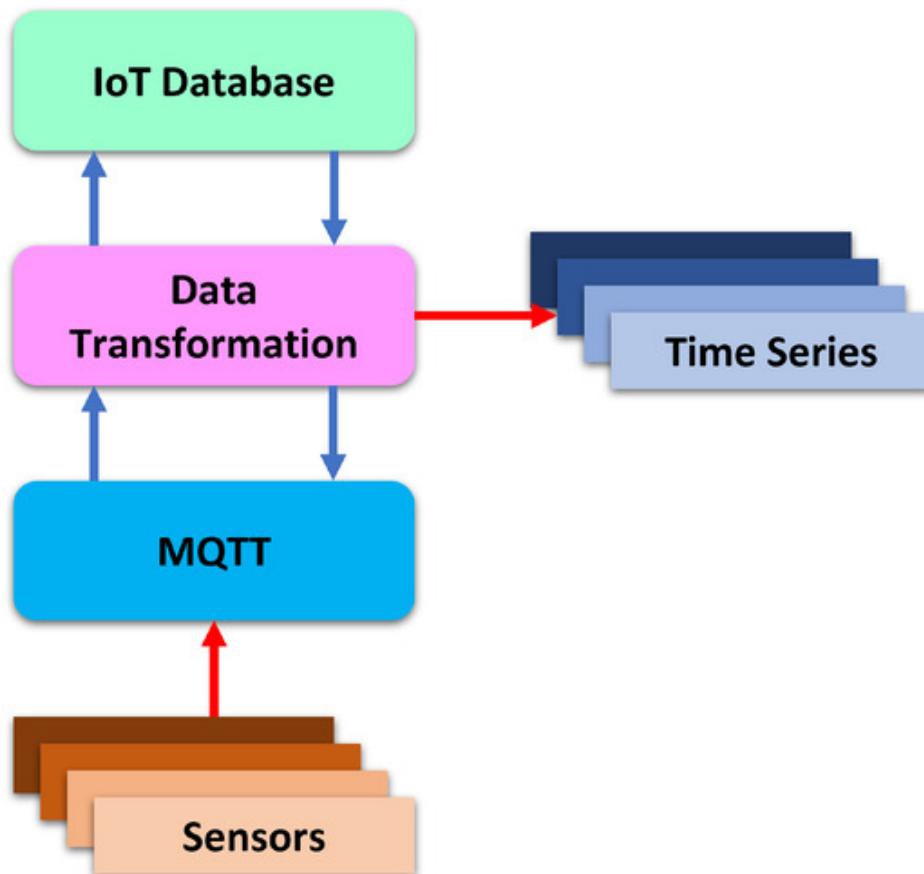 IoT Database
Data
Transformation
Time Series
MQTT
Sensors